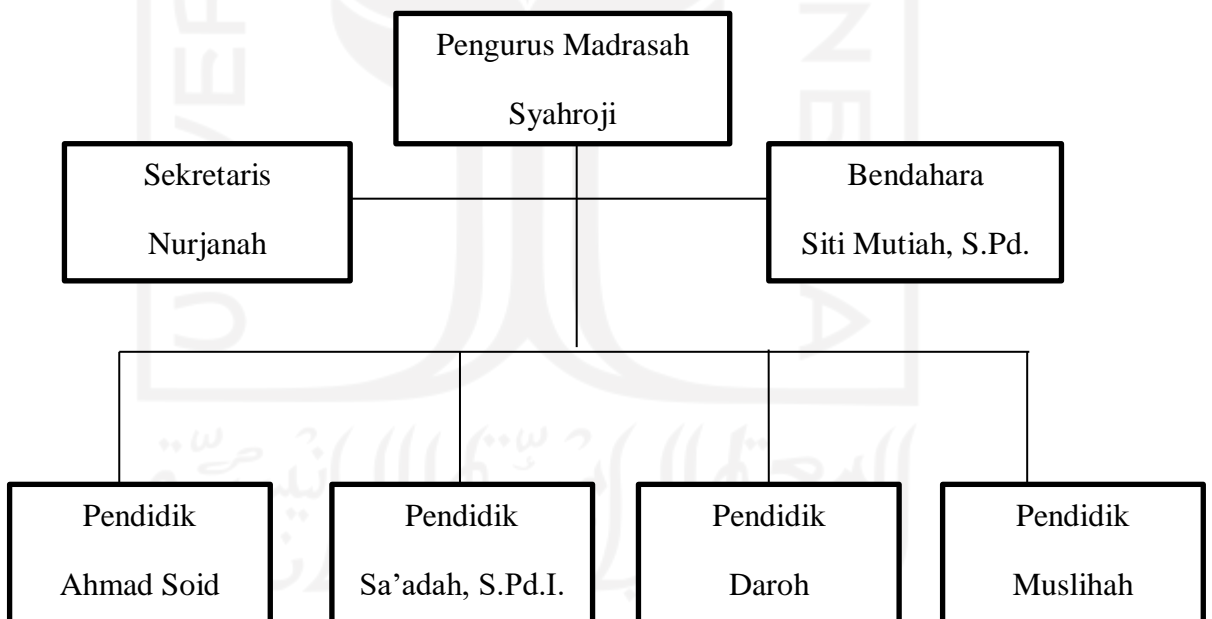 Pengurus Madrasah
Syahroji
Sekretaris
Nurjanah
Bendahara
Siti Mutiah, S.Pd.
Pendidik
Ahmad Soid
Pendidik
Sa’adah, S.Pd.I.
Pendidik
Daroh
Pendidik
Muslihah